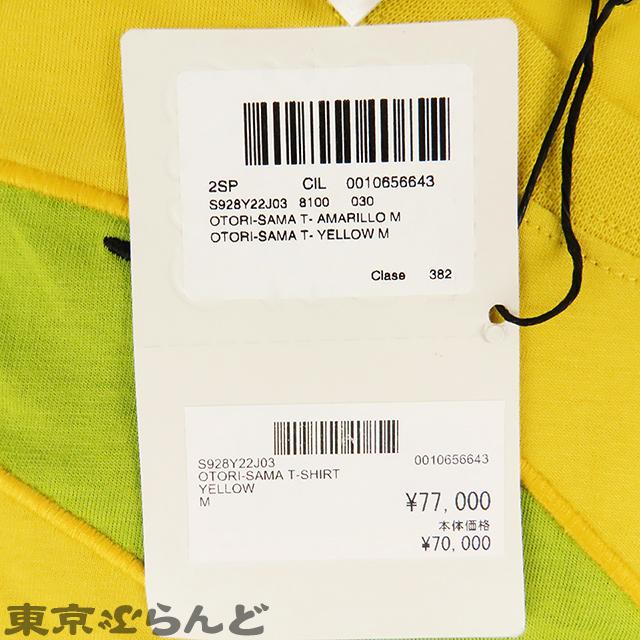 2SP CIL 0010656643
S928Y22J03 8100 030
OTORI-SAMA T- AMARILLO M
OTORI-SAMA T- YELLOW M
Clase 382
S928Y22J03 0010656643
OTORI-SAMA T-SHIRT
YELLOW
M
¥77,000
本体価格
¥70,000
東京ぶらんど